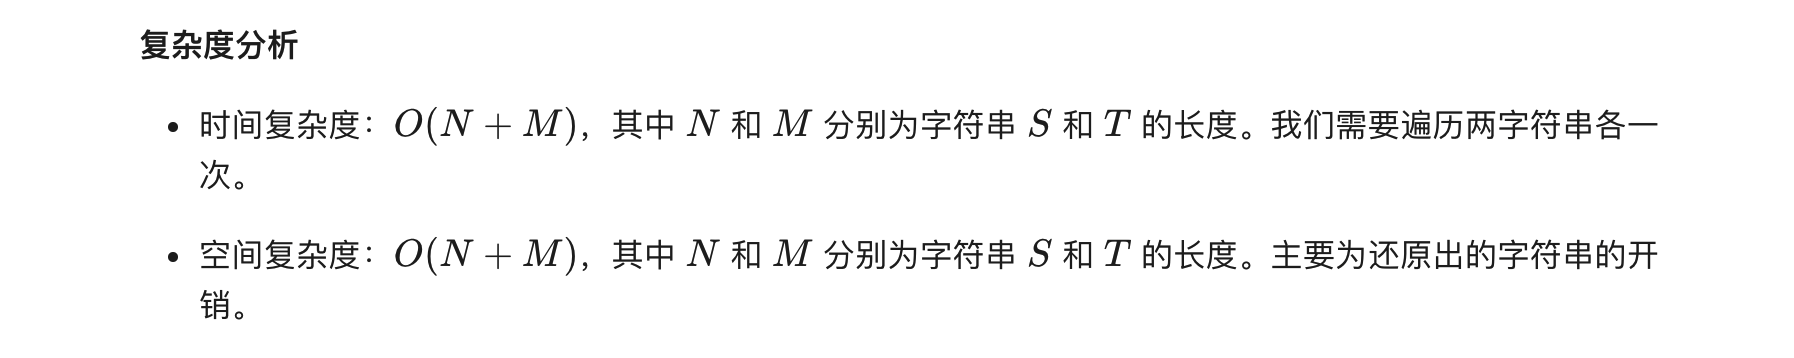 复杂度分析
• 时间复杂度：O(N + M)，其中 N 和 M 分别为字符串 S 和 T 的长度。我们需要遍历两字符串各一
次。
• 空间复杂度：O(N + M)，其中 N 和 M 分别为字符串 S 和 T 的长度。主要为还原出的字符串的开
销。